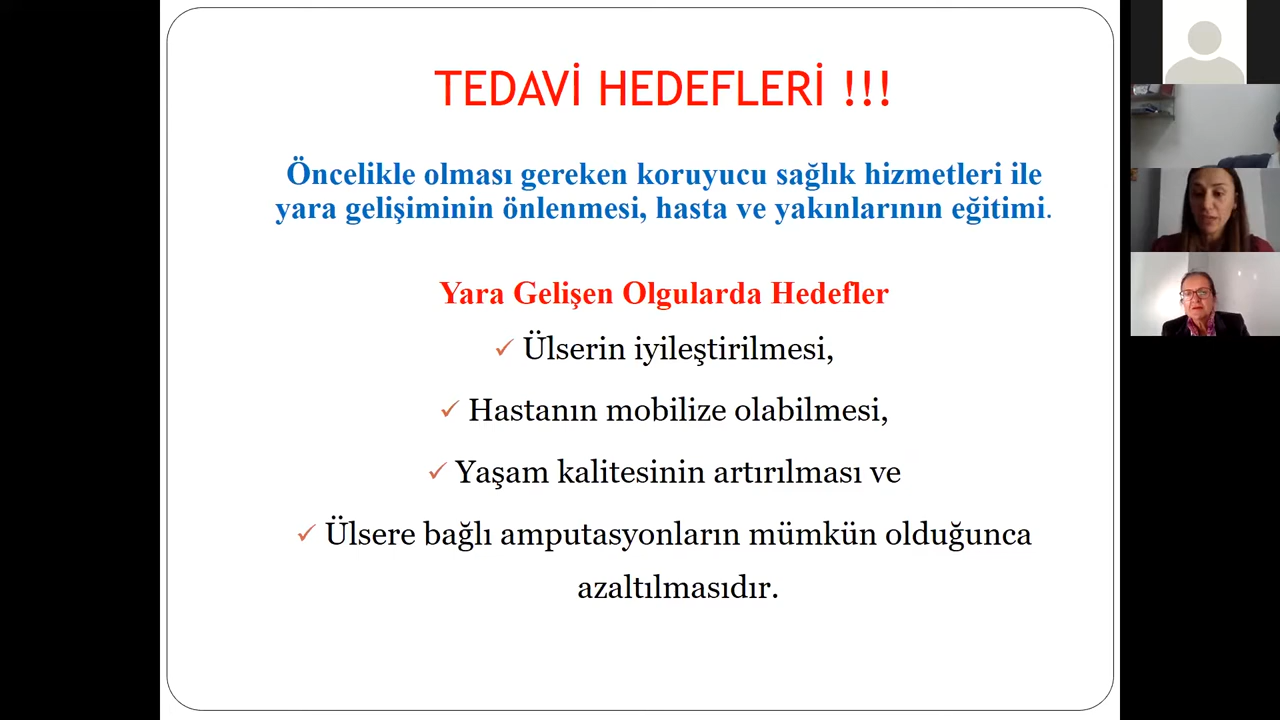 TEDAVİ HEDEFLERİ !!!
Öncelikle olması gereken koruyucu sağlık hizmetleri ile
yara gelişiminin önlenmesi, hasta ve yakınlarının eğitimi.
Yara Gelişen Olgularda Hedefler
✓ Ülserin iyileştirilmesi,
✓ Hastanın mobilize olabilmesi,
✓ Yaşam kalitesinin artırılması ve
✓ Ülsere bağlı amputasyonların mümkün olduğunca
azaltılmasıdır.